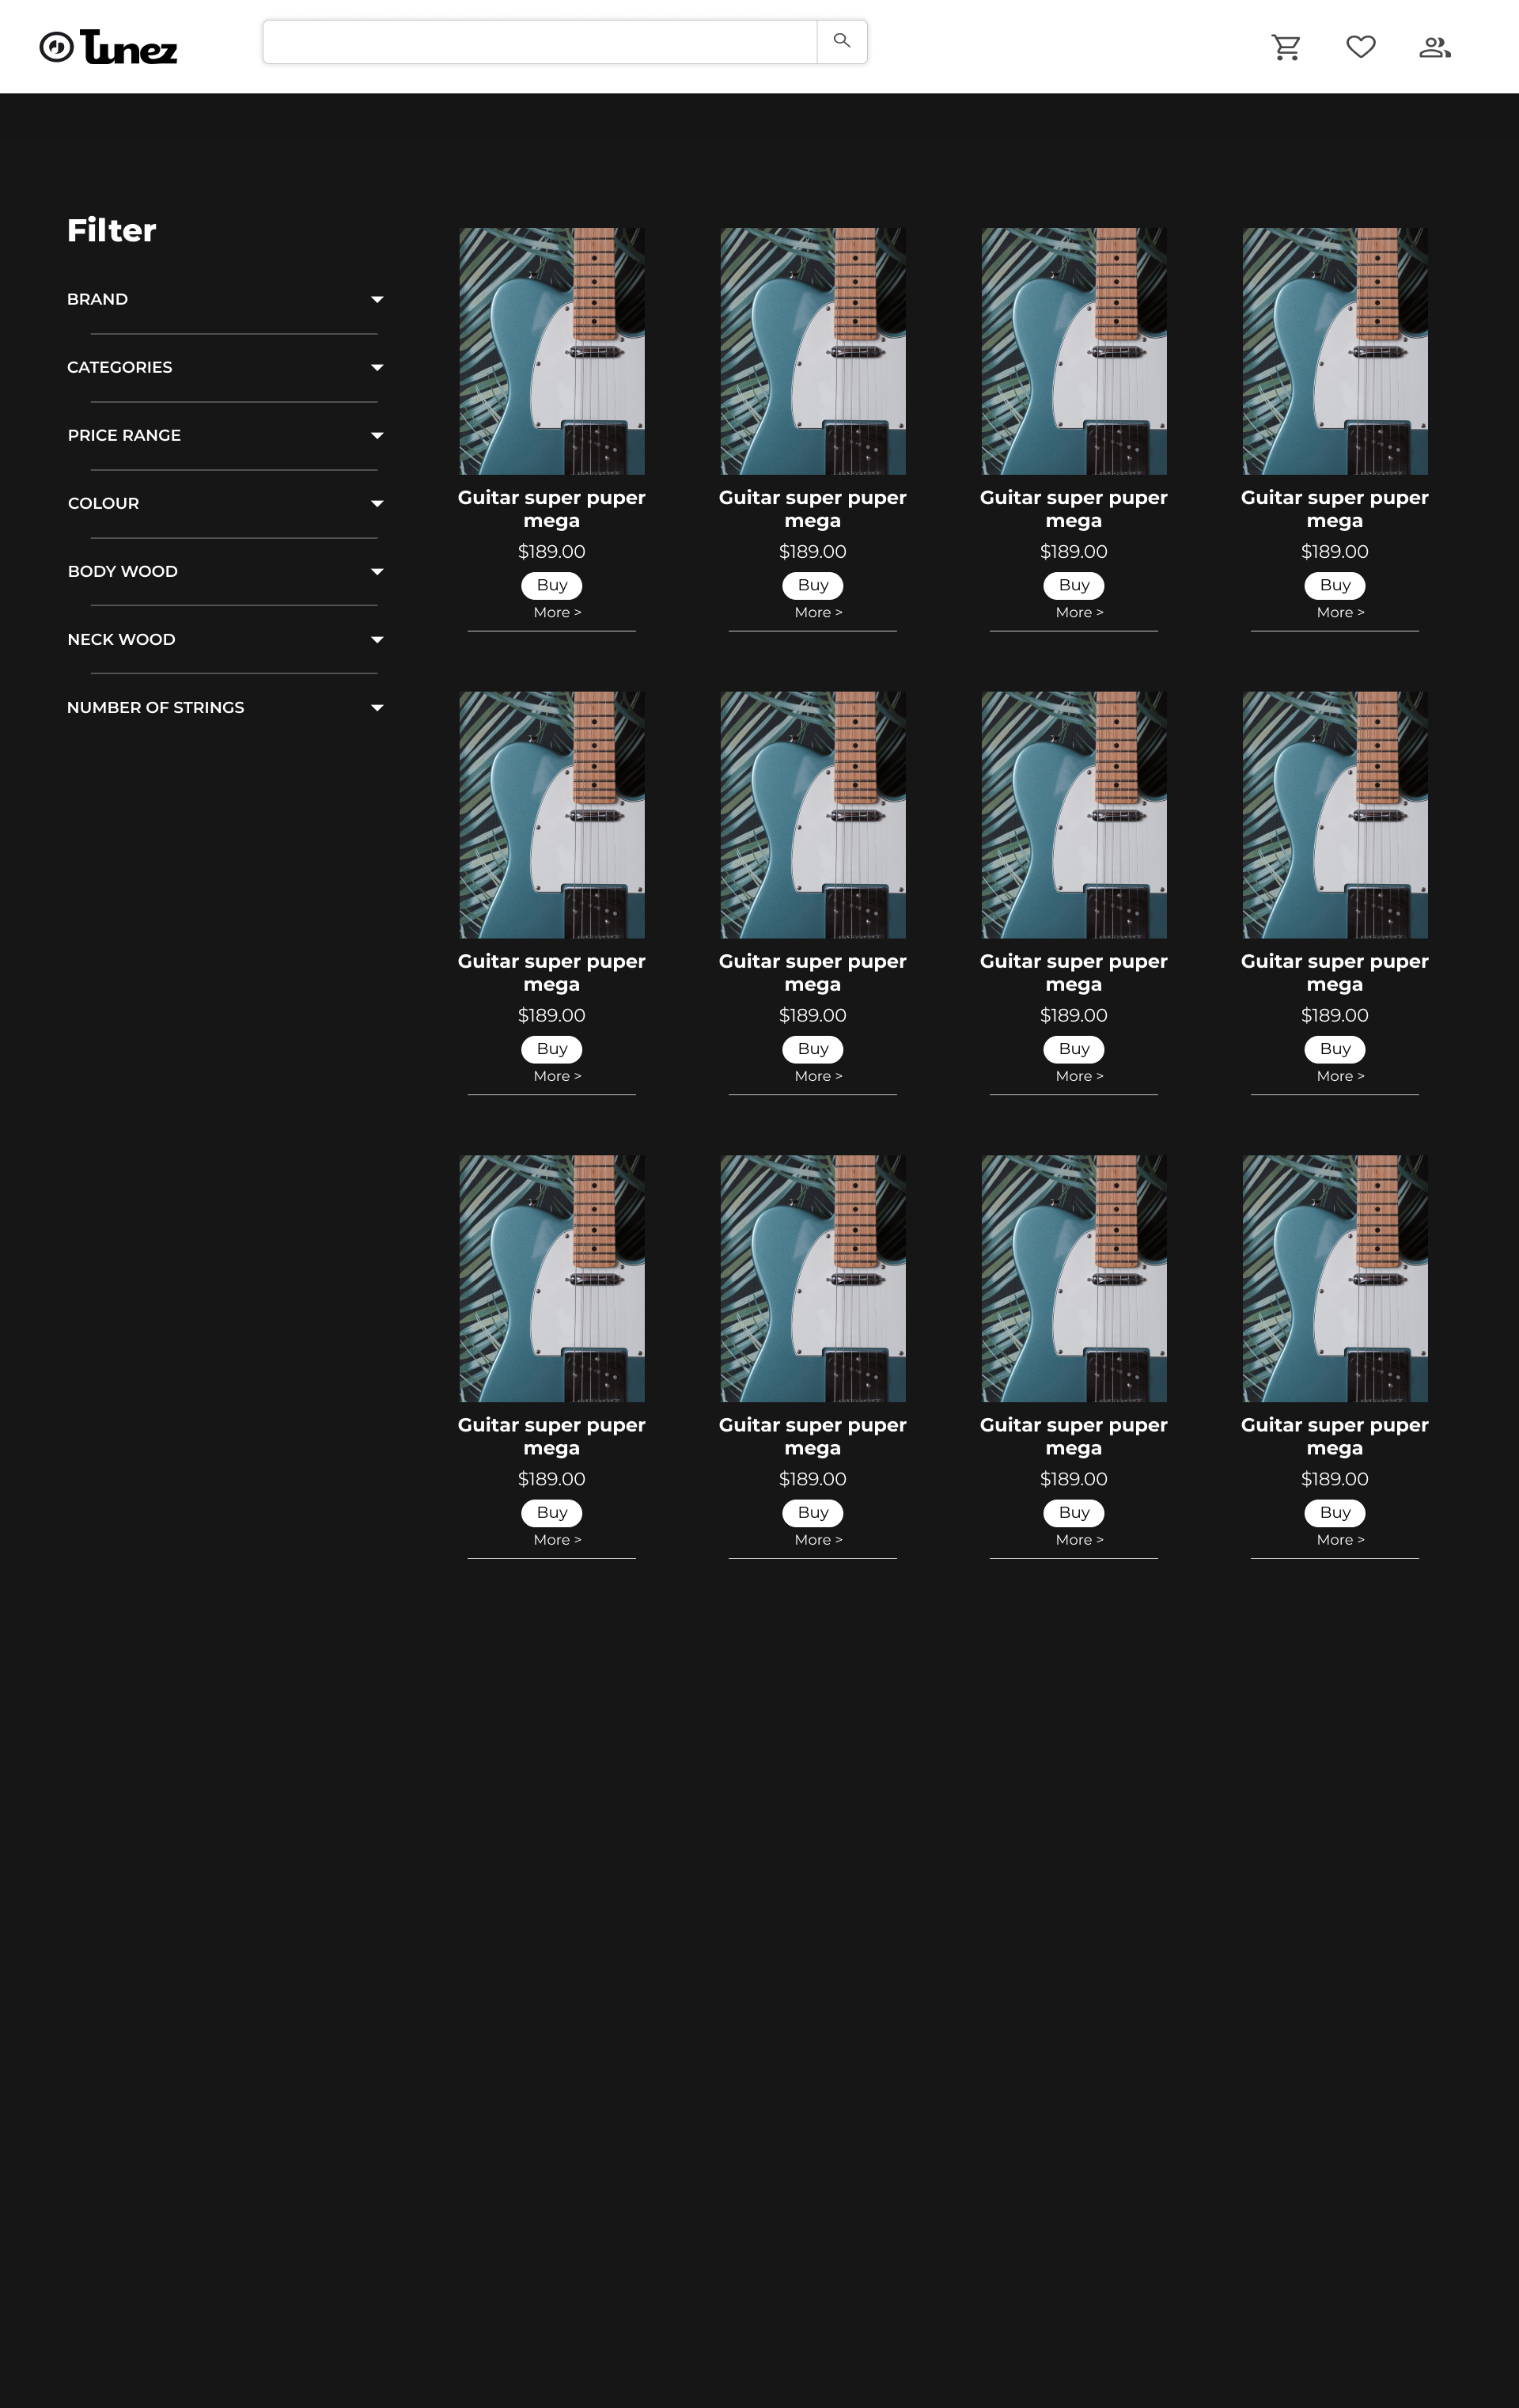 Tunez
Filter
BRAND
CATEGORIES
PRICE RANGE
COLOUR
BODY WOOD
NECK WOOD
NUMBER OF STRINGS
Guitar super puper
mega
$189.00
Buy
More >
Guitar super puper
mega
$189.00
Buy
More >
Guitar super puper
mega
$189.00
Buy
More >
Guitar super puper
mega
$189.00
Buy
More >
Guitar super puper
mega
$189.00
Buy
More >
Guitar super puper
mega
$189.00
Buy
More >
Guitar super puper
mega
$189.00
Buy
More >
Guitar super puper
mega
$189.00
Buy
More >
Guitar super puper
mega
$189.00
Buy
More >
Guitar super puper
mega
$189.00
Buy
More >
Guitar super puper
mega
$189.00
Buy
More >
Guitar super puper
mega
$189.00
Buy
More >